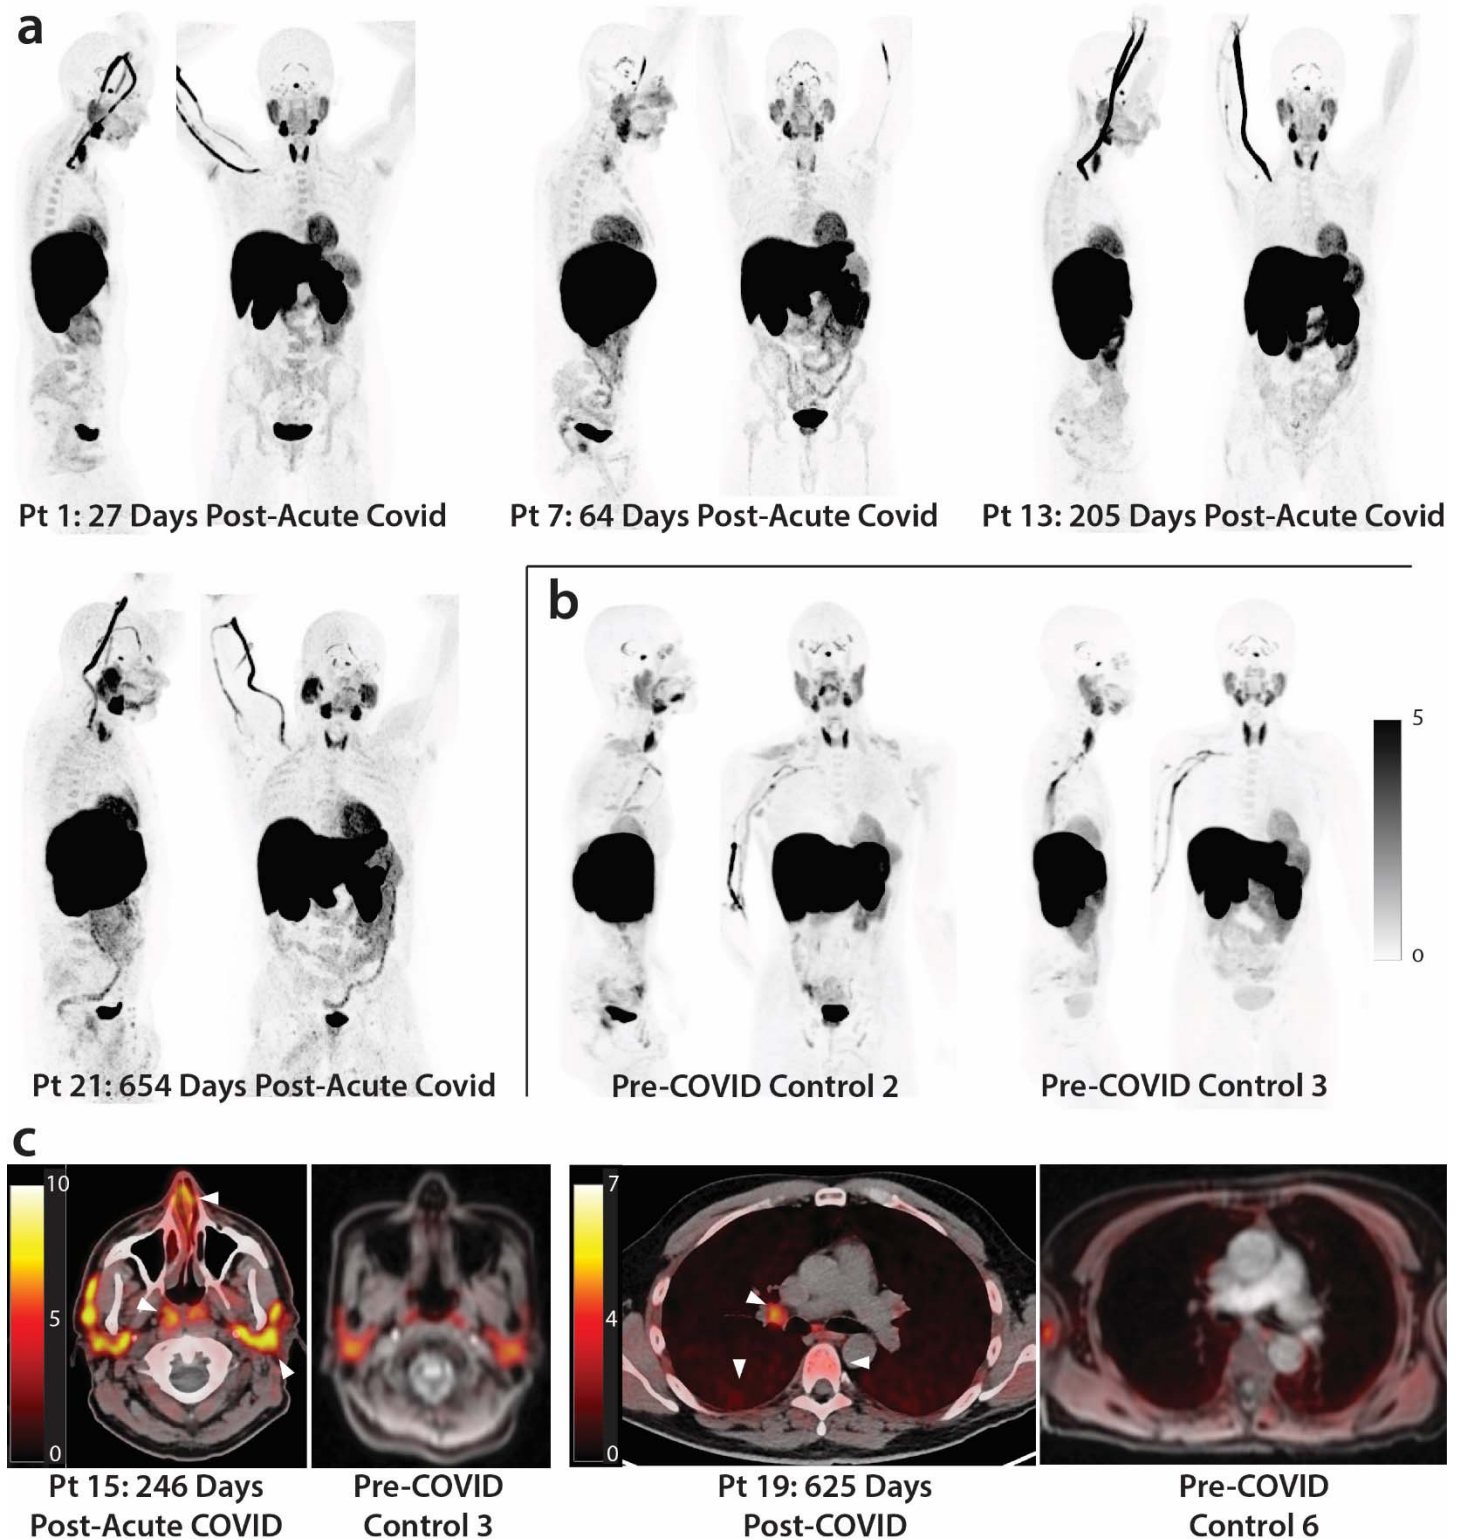 a
Pt 1: 27 Days Post-Acute Covid
Pt 7: 64 Days Post-Acute Covid
Pt 13: 205 Days Post-Acute Covid
Pt 21: 654 Days Post-Acute Covid
b
5
0
Pre-COVID Control 2
Pre-COVID Control 3
c
10
5
0
7
4
0
Pt 15: 246 Days
Post-Acute COVID
Pre-COVID
Control 3
Pt 19: 625 Days
Post-COVID
Pre-COVID
Control 6